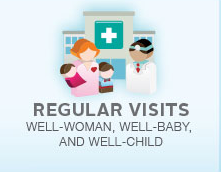 REGULAR VISITS
WELL-WOMAN, WELL-BABY,
AND WELL-CHILD